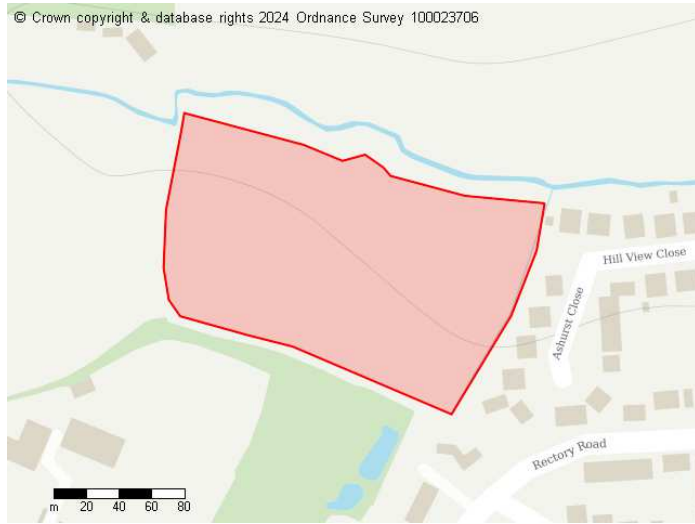 © Crown copyright & database rights 2024 Ordnance Survey 100023706
Hill View Close
Ashurst Close
Rectory Road
m 20 40 60 80